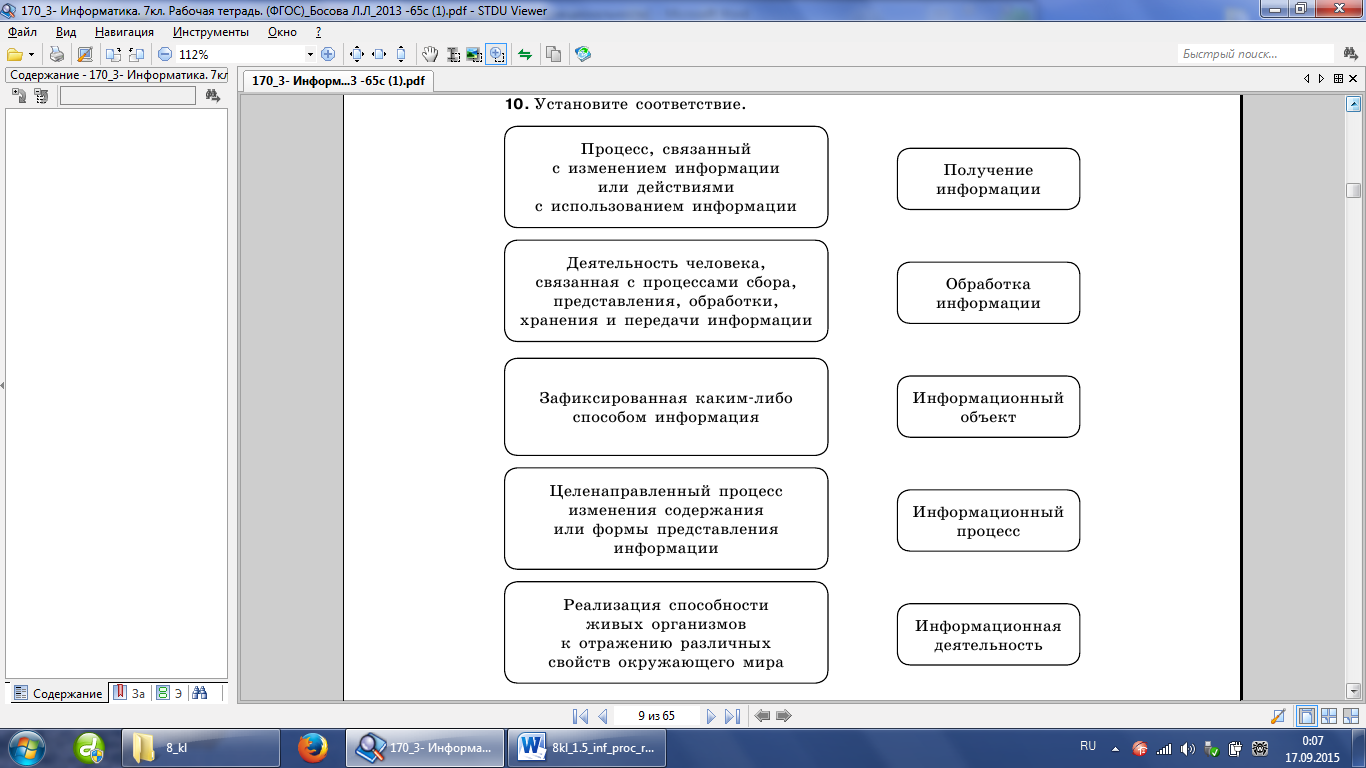 170_3- Информатика. 7кл. Рабочая тетрадь. (ФГОС)_Босова Л.Л_2013 -65с (1).pdf - STDU Viewer
Файл Вид Навигация Инструменты Окно ?
112%
Быстрый поиск...
Содержание - 170_3- Информатика. 7кл
170_3- Информ...3 -65с (1).pdf
10. Установите соответствие.
Процесс, связанный
с изменением информации
или действиями
с использованием информации
Получение
информации
Деятельность человека,
связанная с процессами сбора,
представления, обработки,
хранения и передачи информации
Обработка
информации
Зафиксированная каким-либо
способом информация
Информационный
объект
Целенаправленный процесс
изменения содержания
или формы представления
информации
Информационный
процесс
Реализация способности
живых организмов
к отражению различных
свойств окружающего мира
Информационная
деятельность
Содержание За Э
9 из 65
8_kl
170_3- Информа...
8kl_1.5_inf_proc_r...
RU
0:07
17.09.2015